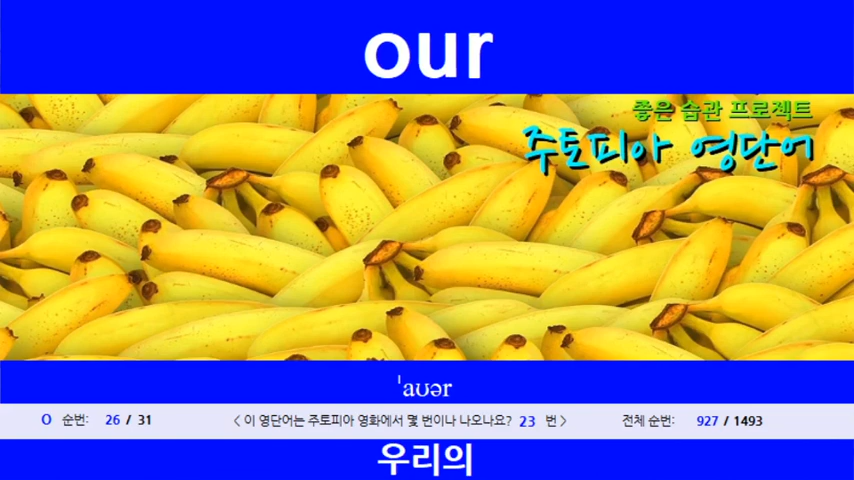 our
좋은 습관 프로젝트
주토피아 영단어
ˈaʊər
O 순번: 26 / 31 < 이 영단어는 주토피아 영화에서 몇 번이나 나오나요? 23 번 > 전체 순번: 927 / 1493
우리의